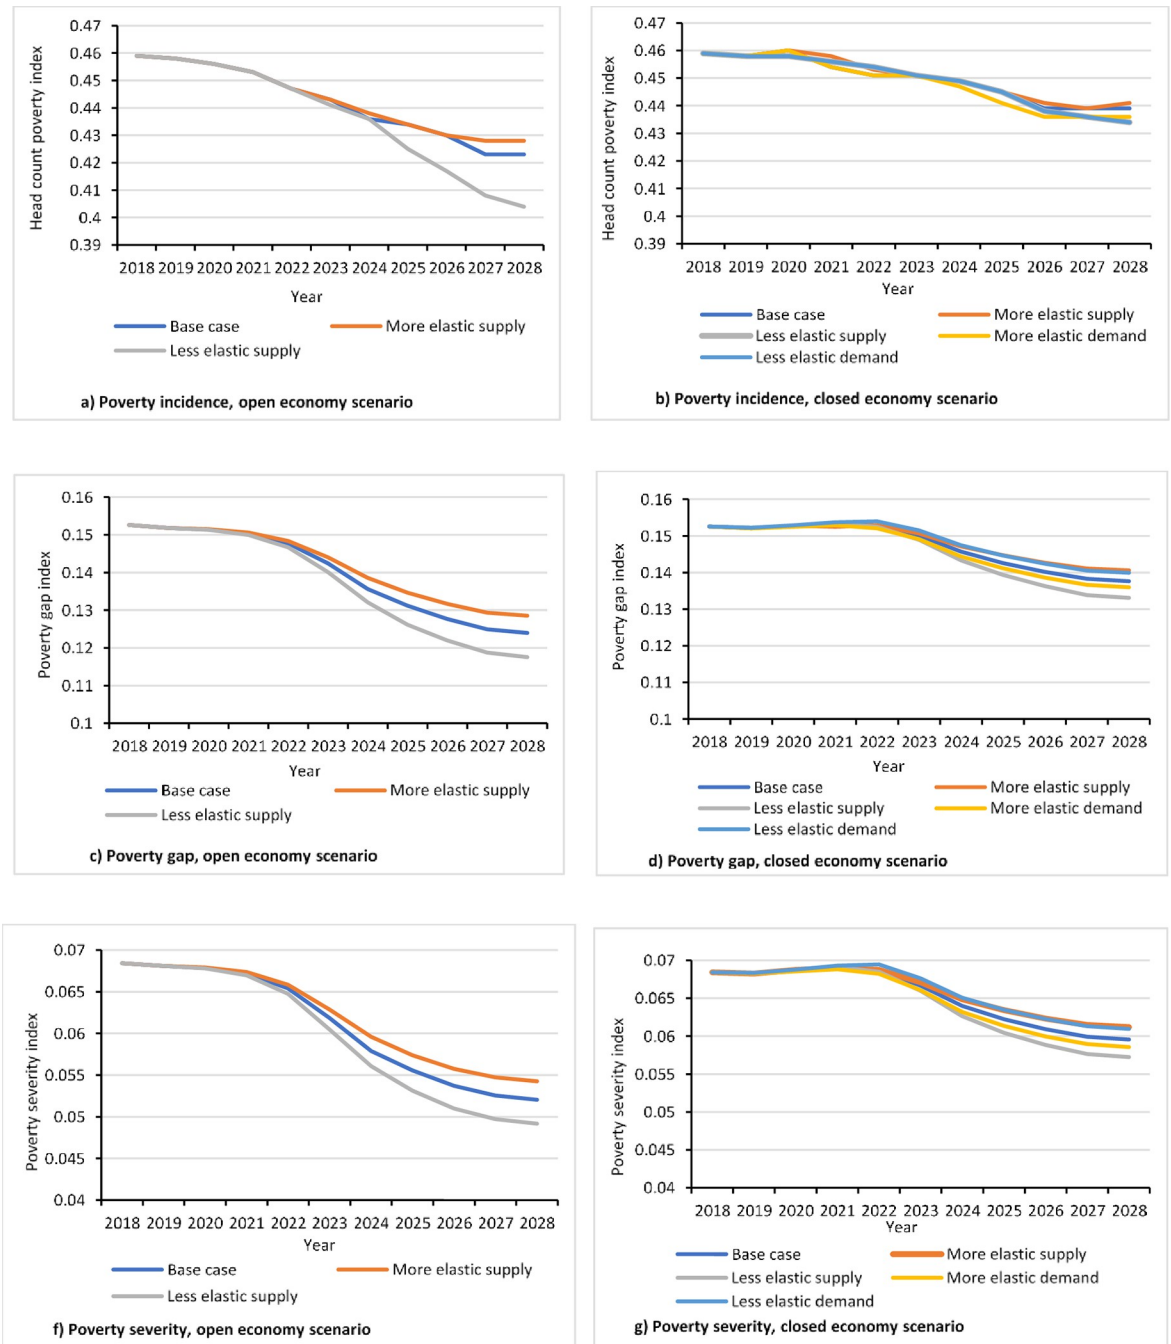 0.47
0.46
0.45
0.44
0.43
0.42
0.41
0.4
0.39
Head count poverty index
2018 2019 2020 2021 2022 2023 2024 2025 2026 2027 2028
Year
Base case
More elastic supply
Less elastic supply
a) Poverty incidence, open economy scenario
0.47
0.46
0.45
0.44
0.43
0.42
0.41
0.4
0.39
Head count poverty index
2018 2019 2020 2021 2022 2023 2024 2025 2026 2027 2028
Year
Base case
More elastic supply
Less elastic supply
More elastic demand
Less elastic demand
b) Poverty incidence, closed economy scenario
0.16
0.15
0.14
0.13
0.12
0.11
0.1
Poverty gap index
2018 2019 2020 2021 2022 2023 2024 2025 2026 2027 2028
Year
Base case
More elastic supply
Less elastic supply
c) Poverty gap, open economy scenario
0.16
0.15
0.14
0.13
0.12
0.11
0.1
Poverty gap index
2018 2019 2020 2021 2022 2023 2024 2025 2026 2027 2028
Year
Base case
More elastic supply
Less elastic supply
More elastic demand
Less elastic demand
d) Poverty gap, closed economy scenario
0.07
0.065
0.06
0.055
0.05
0.045
0.04
Poverty severity index
2018 2019 2020 2021 2022 2023 2024 2025 2026 2027 2028
Year
Base case
More elastic supply
Less elastic supply
f) Poverty severity, open economy scenario
0.07
0.065
0.06
0.055
0.05
0.045
0.04
Poverty severity index
2018 2019 2020 2021 2022 2023 2024 2025 2026 2027 2028
Year
Base case
More elastic supply
Less elastic supply
More elastic demand
Less elastic demand
g) Poverty severity, closed economy scenario